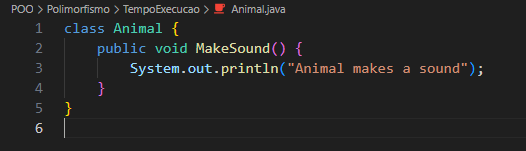 POO > Polimorfismo > TempoExecucao > Animal.java
1 class Animal {
2     public void MakeSound() {
3         System.out.println("Animal makes a sound");
4     }
5 }
6